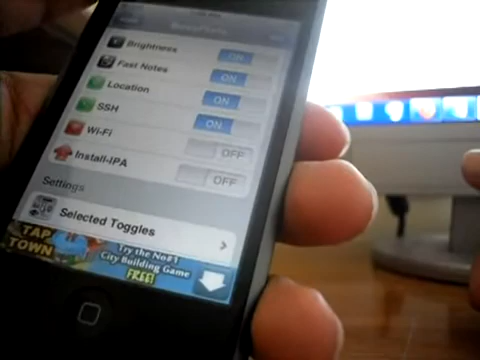 Brightness ON
Fast Notes ON
Location ON
SSH ON
Wi-Fi OFF
Install-IPA OFF
Settings
Selected Toggles
TAP TOWN
Try the No#1
City Building Game
FREE!